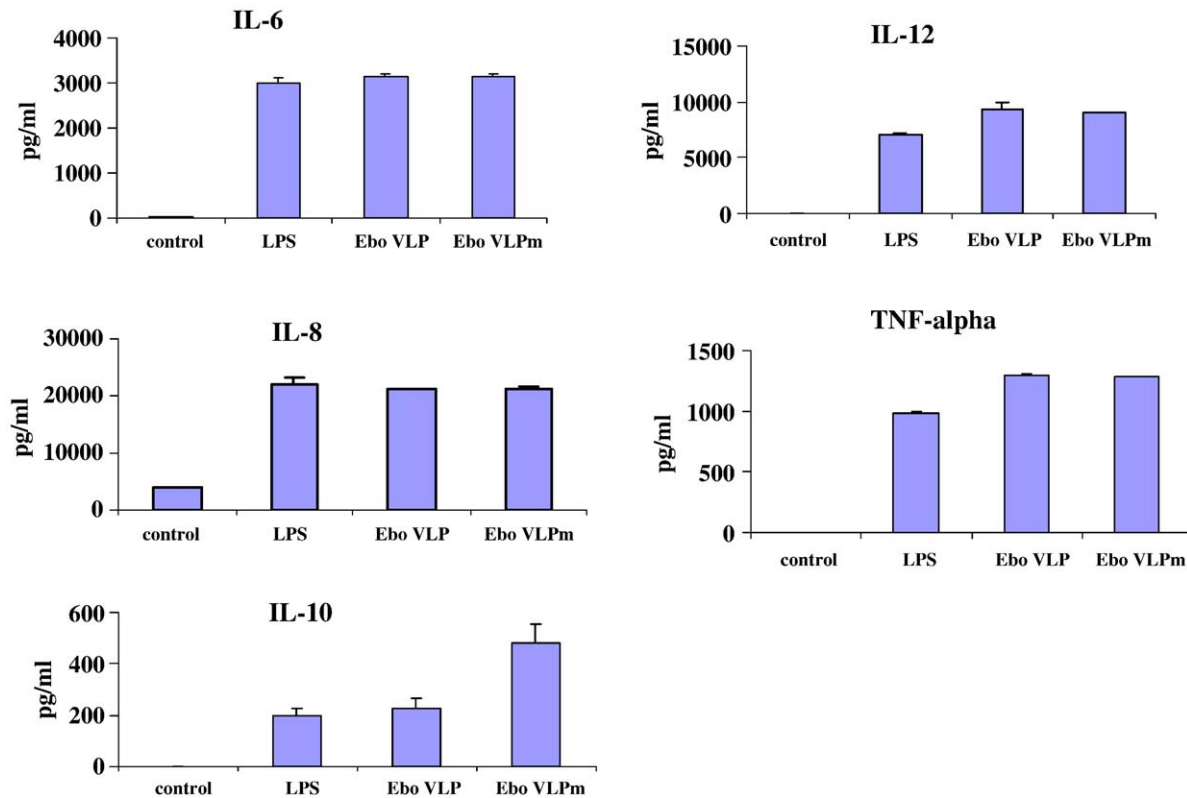 IL-6
4000
3000
2000
1000
0
pg/ml
control LPS Ebo VLP Ebo VLPm
IL-12
15000
10000
5000
0
pg/ml
control LPS Ebo VLP Ebo VLPm
IL-8
30000
20000
10000
0
pg/ml
control LPS Ebo VLP Ebo VLPm
TNF-alpha
1500
1000
500
0
pg/ml
control LPS Ebo VLP Ebo VLPm
IL-10
600
400
200
0
pg/ml
control LPS Ebo VLP Ebo VLPm